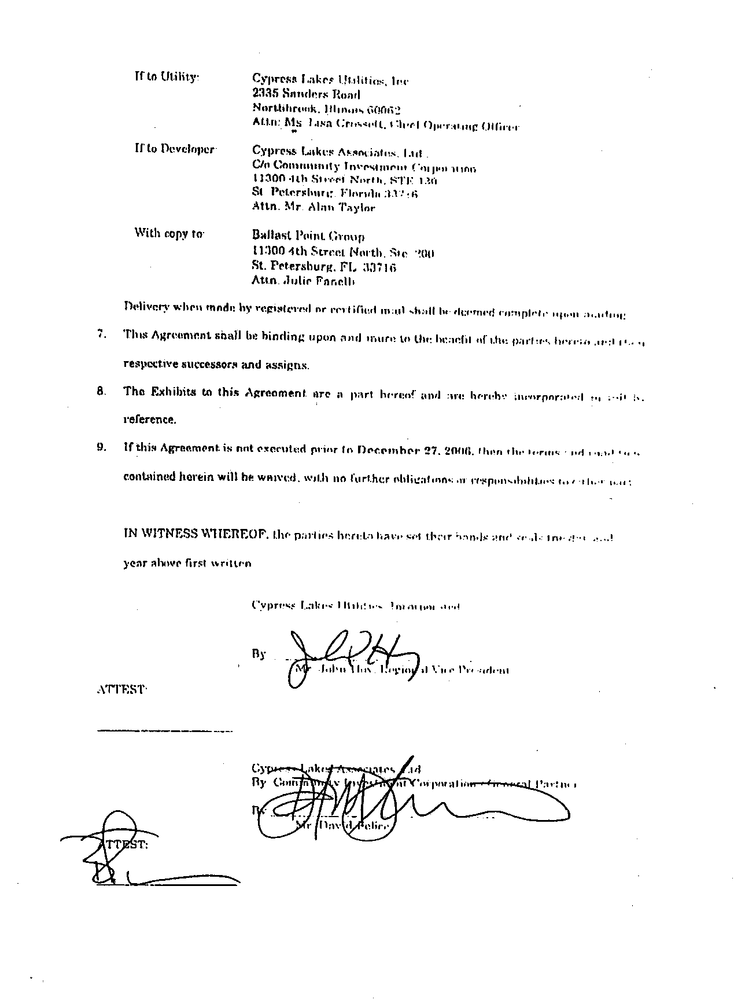 If to Utility: Cypress Lakes Utilities, Inc
2335 Sanders Road
Northbrook, Illinois 60062
Attn: Ms. Lisa Crossett, Chief Operating Officer
If to Developer: Cypress Lakes Associates, Ltd.
C/o Community Investment Corporation
11300 4th Street North, STE
St. Petersburg, Florida
Attn. Mr. Alan Taylor
With copy to: Ballast Point Group
11300 4th Street North, Ste. 200
St. Petersburg, FL 33716
Attn. Julie Fanelli
Delivery when made by registered or certified mail shall be deemed complete upon mailing
7. This Agreement shall be binding upon and inure to the benefit of the parties hereto and their
respective successors and assigns.
8. The Exhibits to this Agreement are a part hereof and are hereby incorporated in
reference.
9. If this Agreement is not executed prior to December 27, 2006, then the terms and
contained herein will be waived, with no further obligations or responsibilities to either
IN WITNESS WHEREOF, the parties hereto have set their hands and seals the day and
year above first written
Cypress Lakes Utilities, Incorporated
By
Mr. John Hoy, Regional Vice President
ATTEST:
Cypress Lakes Associates, Ltd
By Community Investment Corporation General Partner
By
Mr. David Felice
ATTEST: